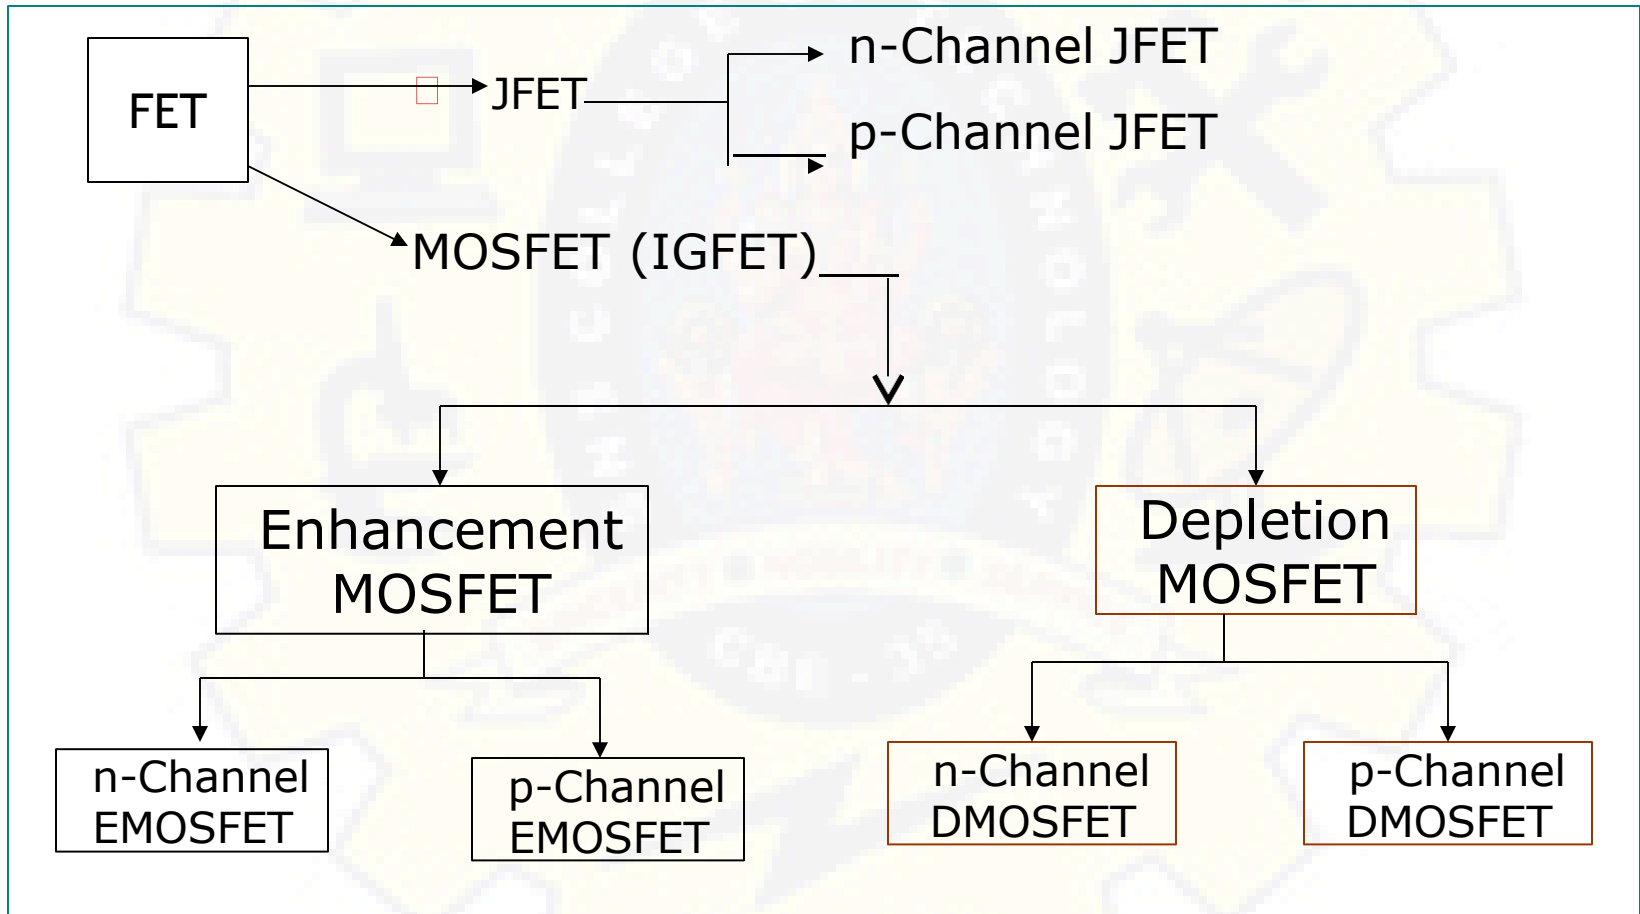 FET
JFET
n-Channel JFET
p-Channel JFET
MOSFET (IGFET)
Enhancement
MOSFET
Depletion
MOSFET
n-Channel
EMOSFET
p-Channel
EMOSFET
n-Channel
DMOSFET
p-Channel
DMOSFET